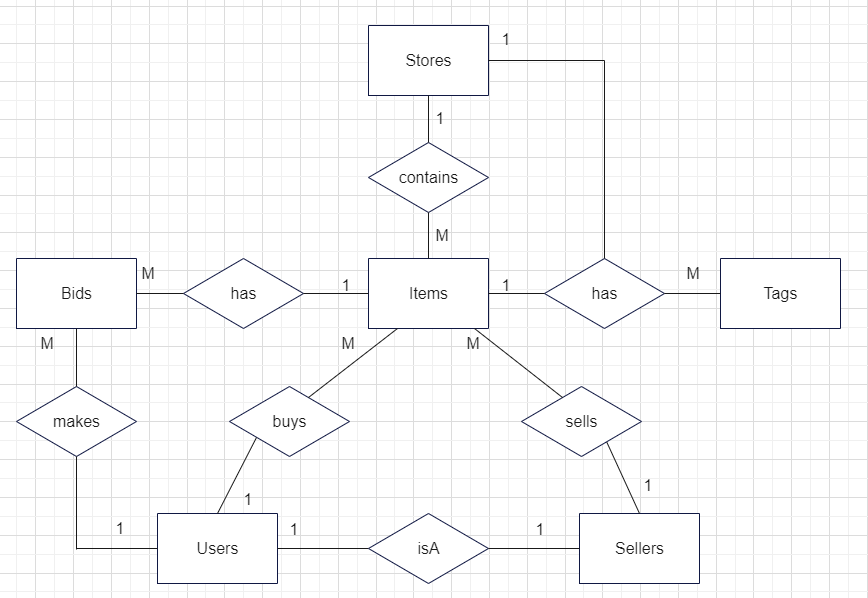 1
Stores
1
contains
M
M
1
1
M
Bids
has
Items
has
Tags
M
M
M
makes
buys
sells
1
1
1
1
1
Users
isA
Sellers